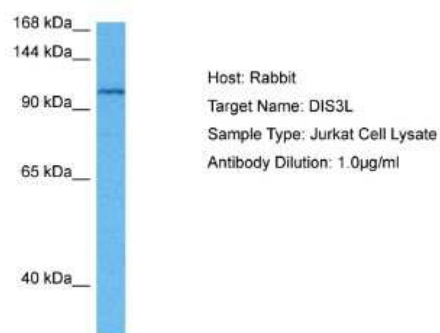 168 kDa__
144 kDa__
90 kDa__
65 kDa__
40 kDa__
Host: Rabbit
Target Name: DIS3L
Sample Type: Jurkat Cell Lysate
Antibody Dilution: 1.0µg/ml